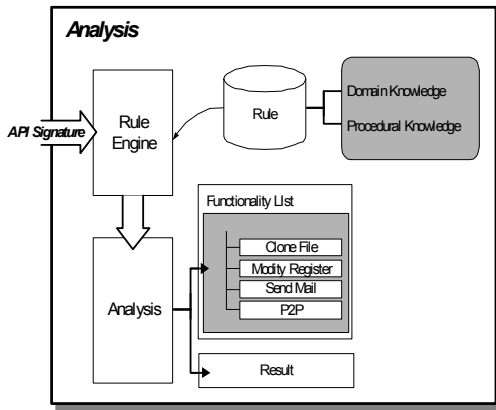 Analysis
API Signature
Rule
Engine
Rule
Domain Knowledge
Procedural Knowledge
Functionality LIst
Clone File
Modity Register
Send Mail
P2P
Analysis
Result